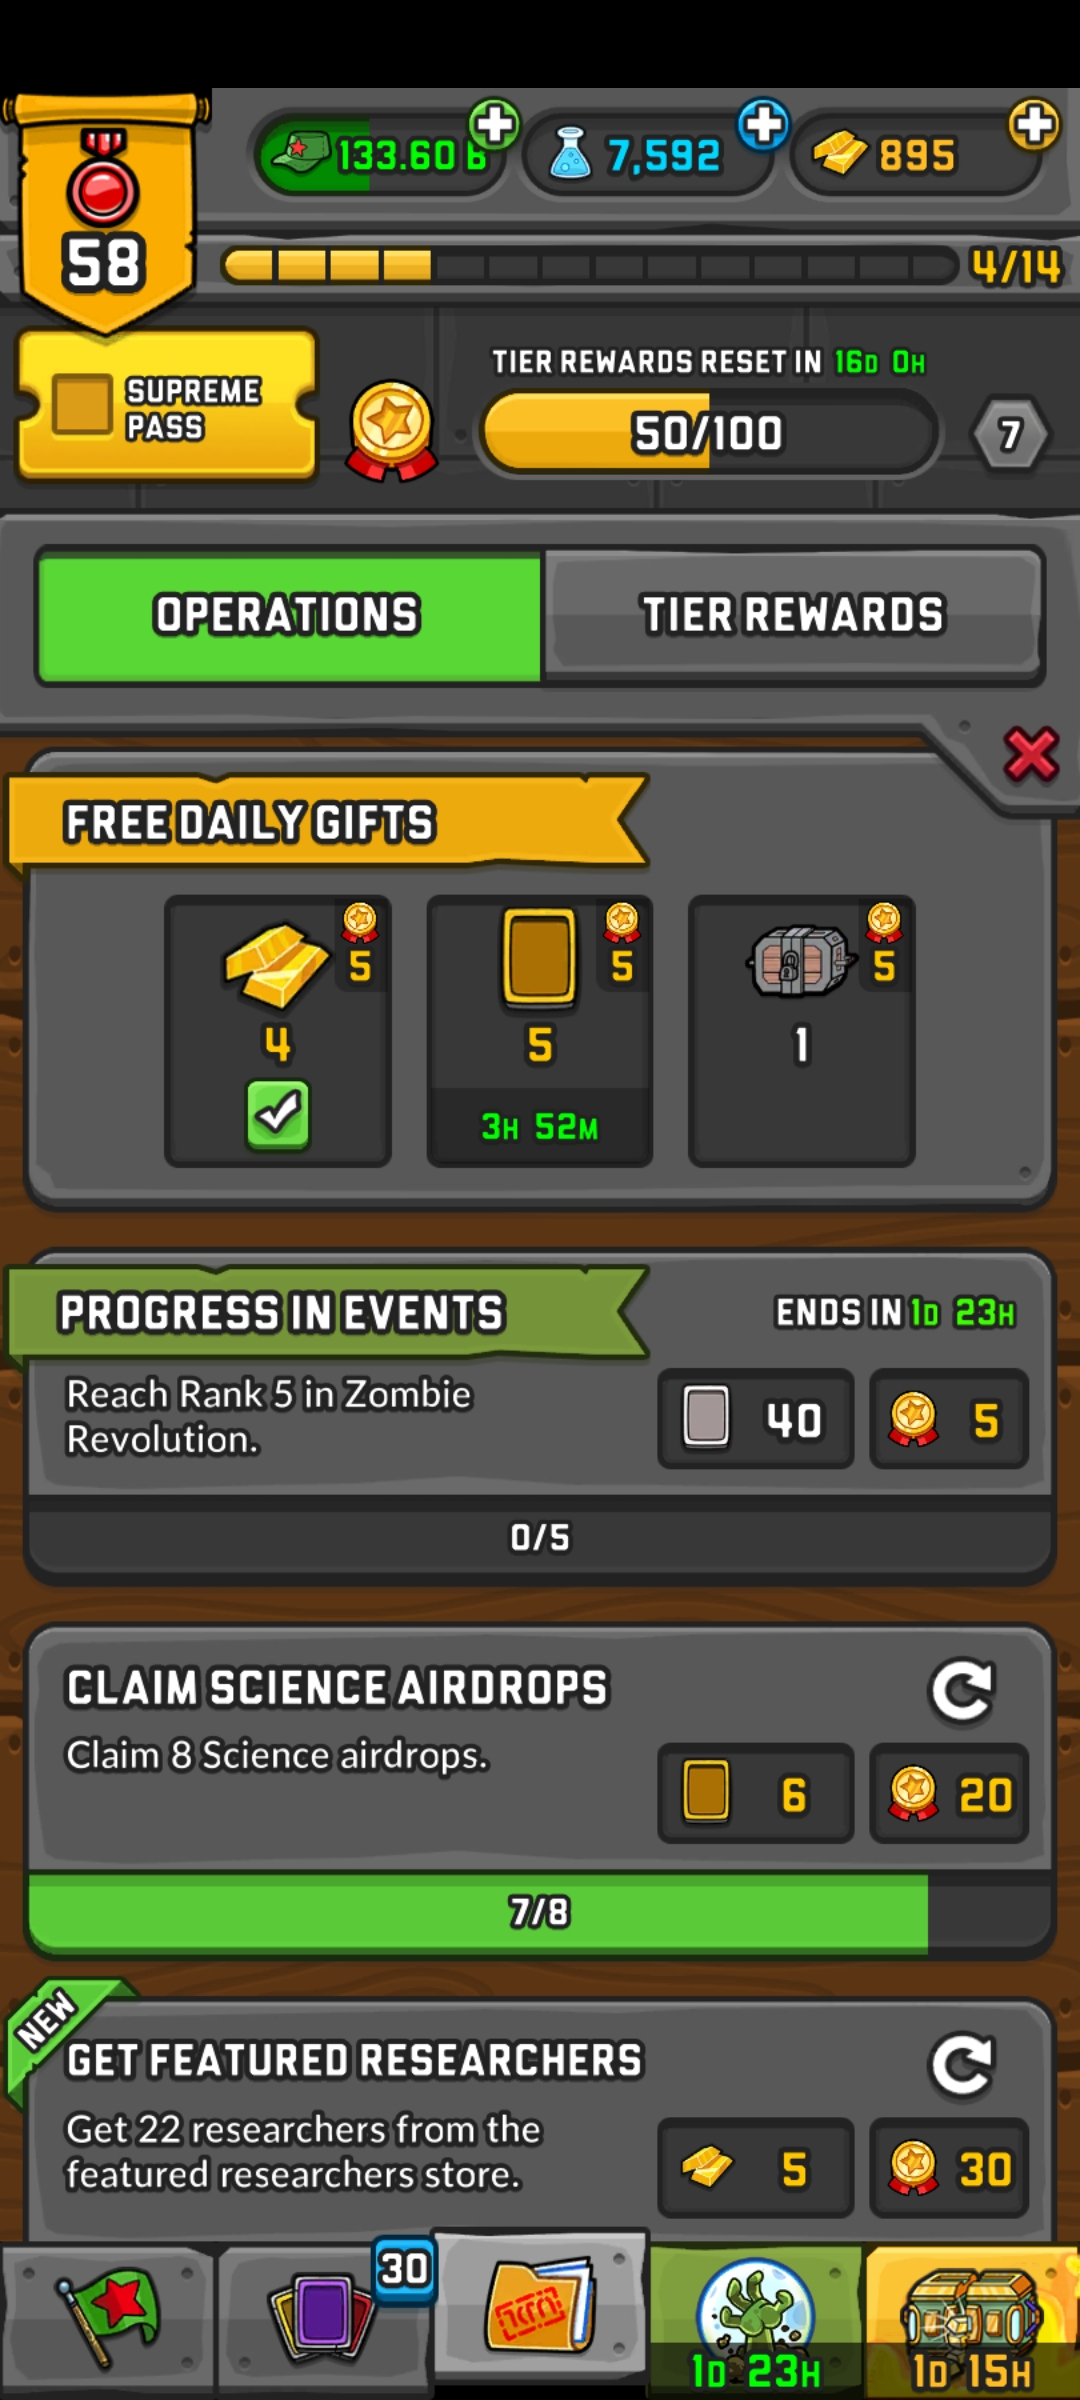 133.60 B
7,592
895
58
4/14
TIER REWARDS RESET IN 16D 0H
SUPREME
PASS
50/100
7
OPERATIONS
TIER REWARDS
FREE DAILY GIFTS
5
5
5
4
5
1
3H 52M
PROGRESS IN EVENTS
ENDS IN 1D 23H
Reach Rank 5 in Zombie
Revolution.
40
5
0/5
CLAIM SCIENCE AIRDROPS
Claim 8 Science airdrops.
6
20
7/8
NEW
GET FEATURED RESEARCHERS
Get 22 researchers from the
featured researchers store.
5
30
30
1D 23H
1D 15H